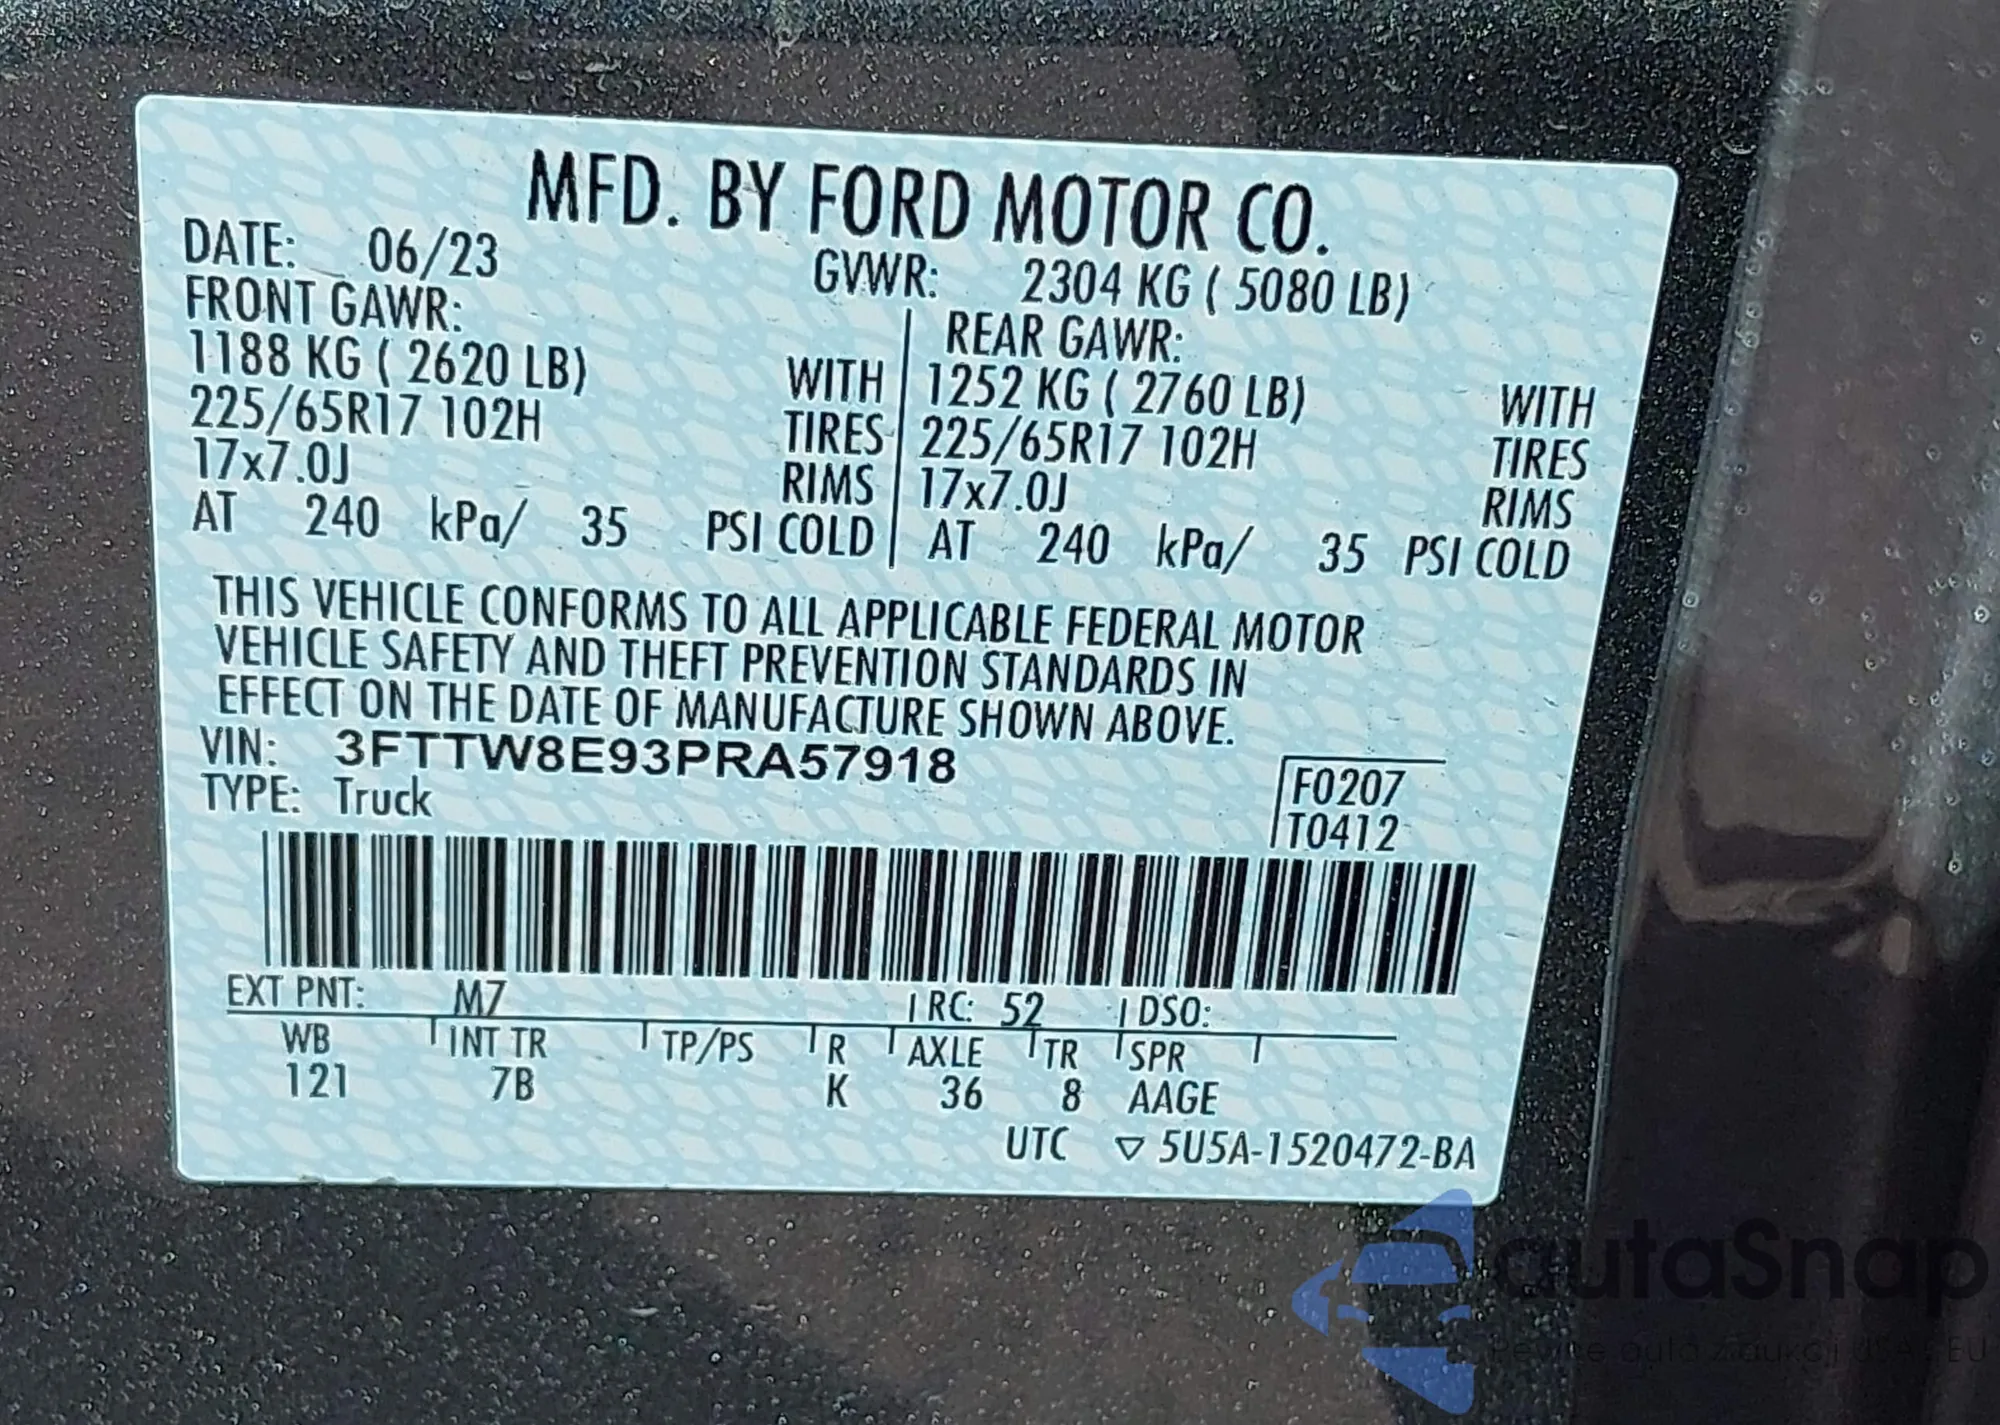 MFD. BY FORD MOTOR CO.
DATE: 06/23 GVWR: 2304 KG ( 5080 LB)
FRONT GAWR: REAR GAWR:
1188 KG ( 2620 LB) WITH 1252 KG ( 2760 LB) WITH
225/65R17 102H TIRES 225/65R17 102H TIRES
17x7.0J RIMS 17x7.0J RIMS
AT 240 kPa/ 35 PSI COLD AT 240 kPa/ 35 PSI COLD
THIS VEHICLE CONFORMS TO ALL APPLICABLE FEDERAL MOTOR
VEHICLE SAFETY AND THEFT PREVENTION STANDARDS IN
EFFECT ON THE DATE OF MANUFACTURE SHOWN ABOVE.
VIN: 3FTTW8E93PRA57918
TYPE: Truck
F0207
T0412
EXT PNT: M7 RC: 52 DSO:
WB INT TR TP/PS R AXLE TR SPR
121 7B K 36 8 AAGE
UTC ▽ 5U5A-1520472-BA
autaSnap